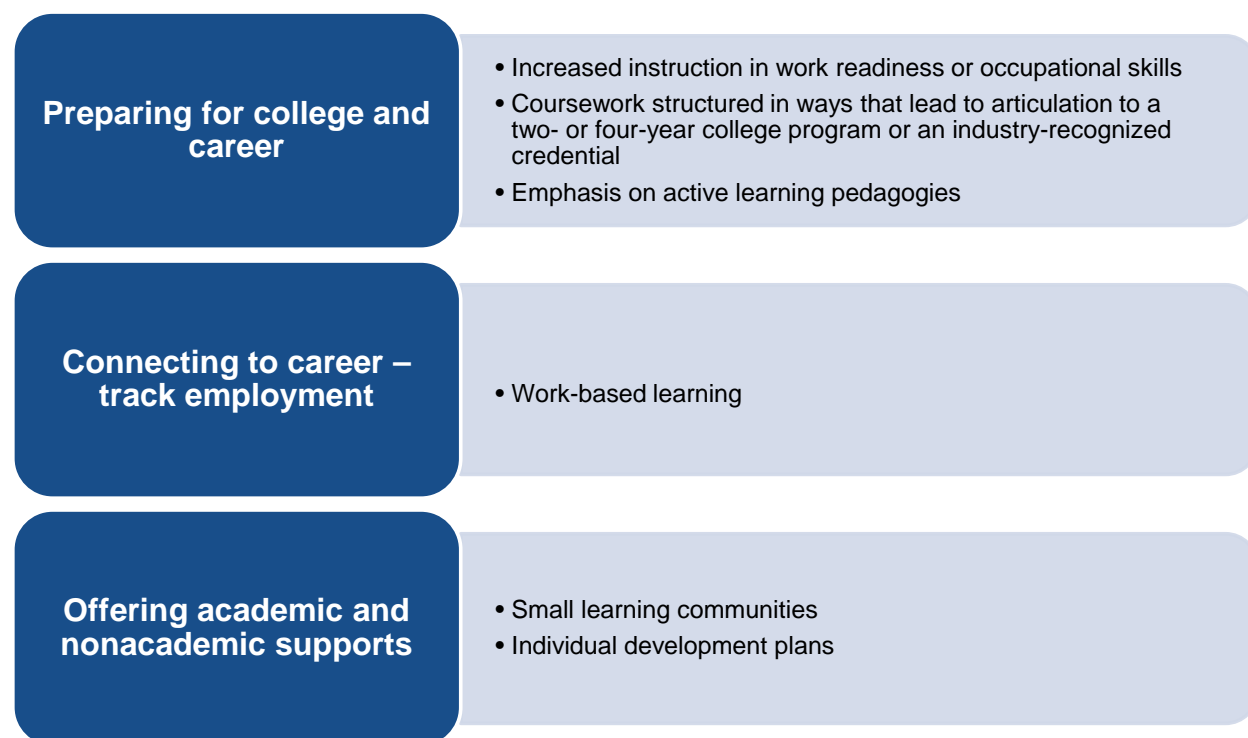 Preparing for college and
career
• Increased instruction in work readiness or occupational skills
• Coursework structured in ways that lead to articulation to a
two- or four-year college program or an industry-recognized
credential
• Emphasis on active learning pedagogies
Connecting to career –
track employment
• Work-based learning
Offering academic and
nonacademic supports
• Small learning communities
• Individual development plans